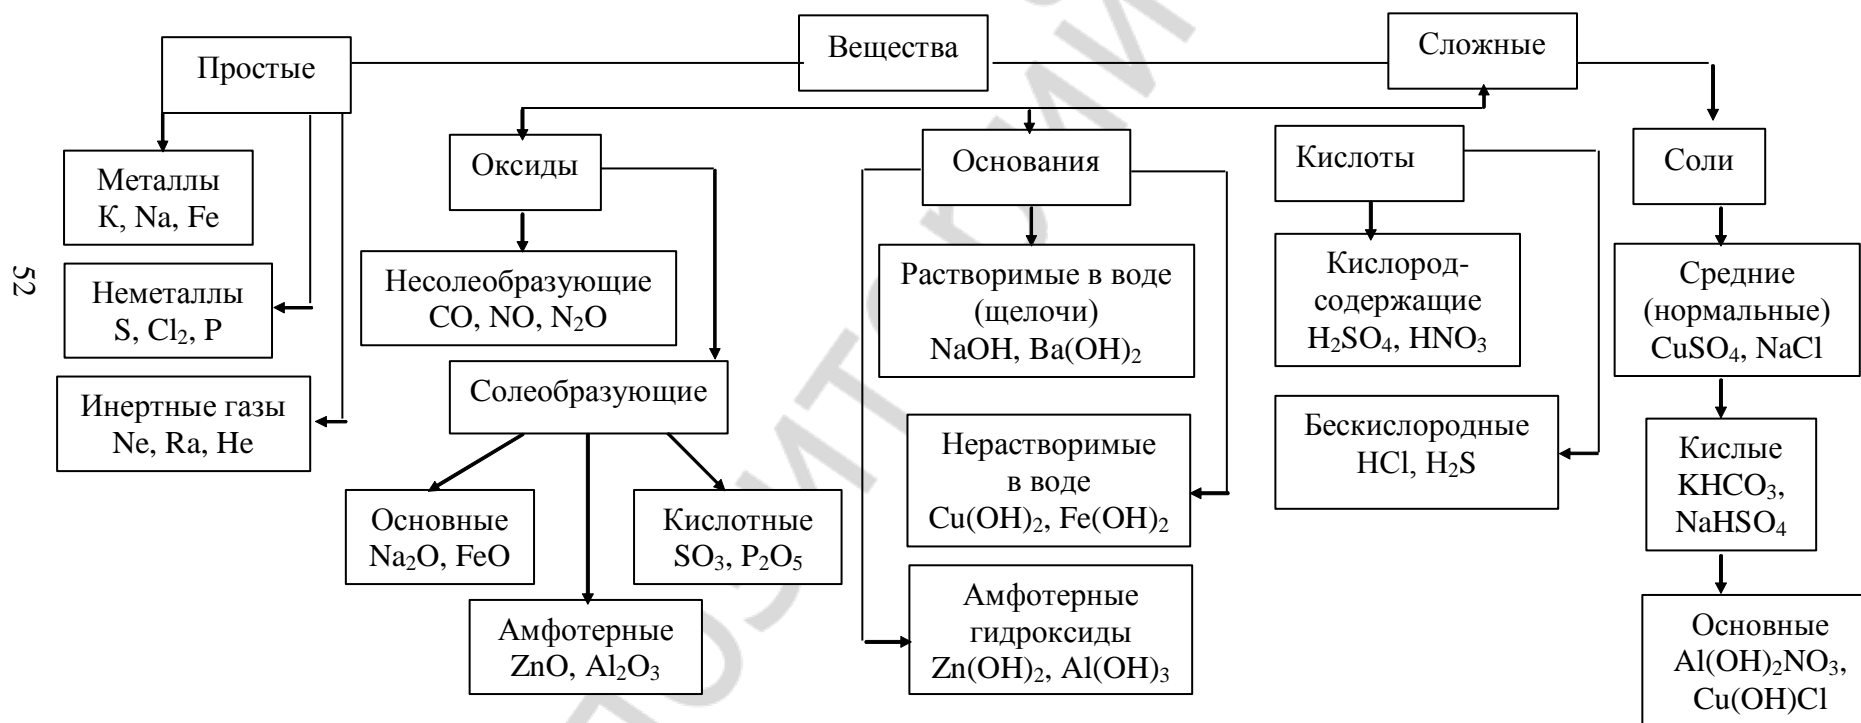 Вещества
Простые
Сложные
Металлы
K, Na, Fe
Неметаллы
S, Cl₂, P
Инертные газы
Ne, Ra, He
Оксиды
Несолеобразующие
CO, NO, N₂O
Солеобразующие
Основные
Na₂O, FeO
Кислотные
SO₃, P₂O₅
Амфотерные
ZnO, Al₂O₃
Основания
Растворимые в воде
(щелочи)
NaOH, Ba(OH)₂
Нерастворимые
в воде
Cu(OH)₂, Fe(OH)₂
Амфотерные
гидроксиды
Zn(OH)₂, Al(OH)₃
Кислоты
Кислород-
содержащие
H₂SO₄, HNO₃
Бескислородные
HCl, H₂S
Соли
Средние
(нормальные)
CuSO₄, NaCl
Кислые
KHCO₃,
NaHSO₄
Основные
Al(OH)₂NO₃,
Cu(OH)Cl
52